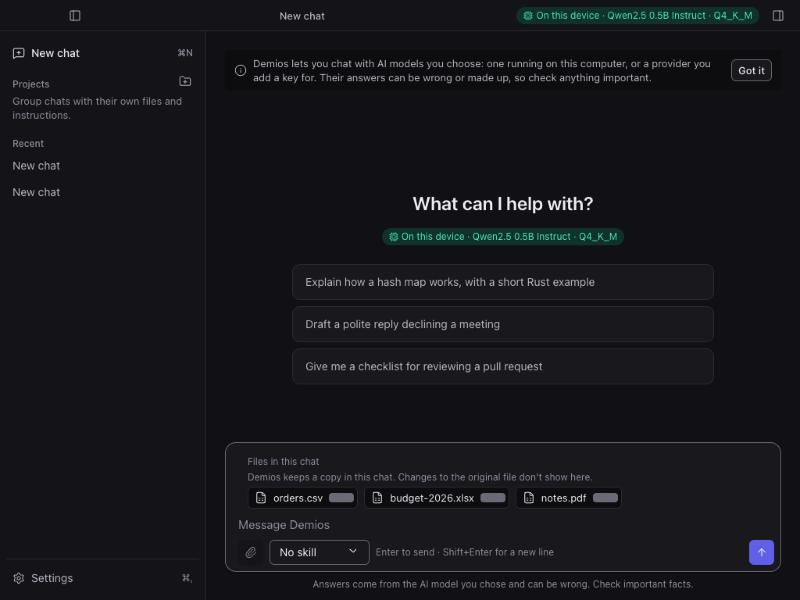 New chat
On this device · Qwen2.5 0.5B Instruct · Q4_K_M
New chat ⌘N
Projects
Group chats with their own files and
instructions.
Recent
New chat
New chat
Settings ⌘,
Demios lets you chat with AI models you choose: one running on this computer, or a provider you
add a key for. Their answers can be wrong or made up, so check anything important.
Got it
What can I help with?
On this device · Qwen2.5 0.5B Instruct · Q4_K_M
Explain how a hash map works, with a short Rust example
Draft a polite reply declining a meeting
Give me a checklist for reviewing a pull request
Files in this chat
Demios keeps a copy in this chat. Changes to the original file don't show here.
orders.csv budget-2026.xlsx notes.pdf
Message Demios
No skill Enter to send · Shift+Enter for a new line
Answers come from the AI model you chose and can be wrong. Check important facts.